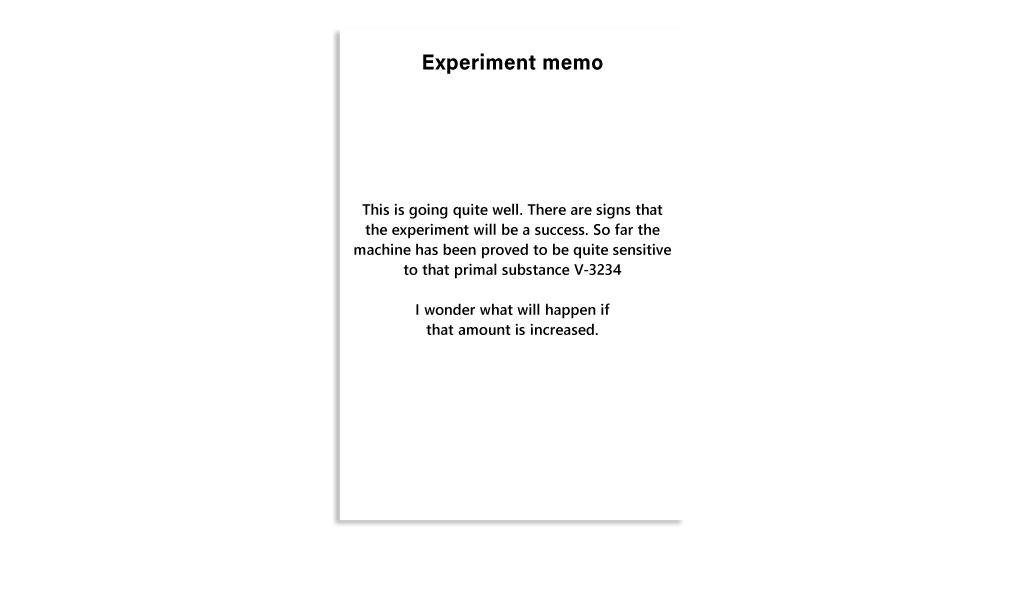 Experiment memo
This is going quite well. There are signs that
the experiment will be a success. So far the
machine has been proved to be quite sensitive
to that primal substance V-3234
I wonder what will happen if
that amount is increased.